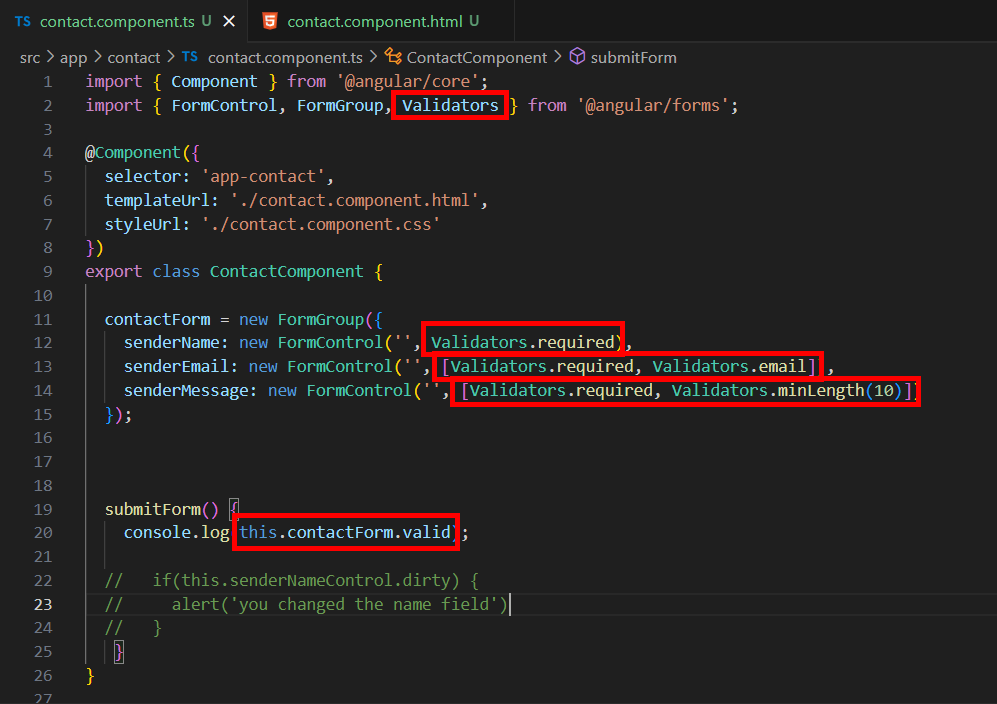 TS contact.component.ts U × contact.component.html U
src > app > contact > TS contact.component.ts > ContactComponent > submitForm
1 import { Component } from '@angular/core';
2 import { FormControl, FormGroup, Validators } from '@angular/forms';
3
4 @Component({
5 selector: 'app-contact',
6 templateUrl: './contact.component.html',
7 styleUrl: './contact.component.css'
8 })
9 export class ContactComponent {
10
11 contactForm = new FormGroup({
12 senderName: new FormControl('', Validators.required),
13 senderEmail: new FormControl('', [Validators.required, Validators.email]),
14 senderMessage: new FormControl('', [Validators.required, Validators.minLength(10)])
15 });
16
17
18
19 submitForm() {
20 console.log(this.contactForm.valid);
21
22 // if(this.senderNameControl.dirty) {
23 // alert('you changed the name field')
24 // }
25 }
26 }
27